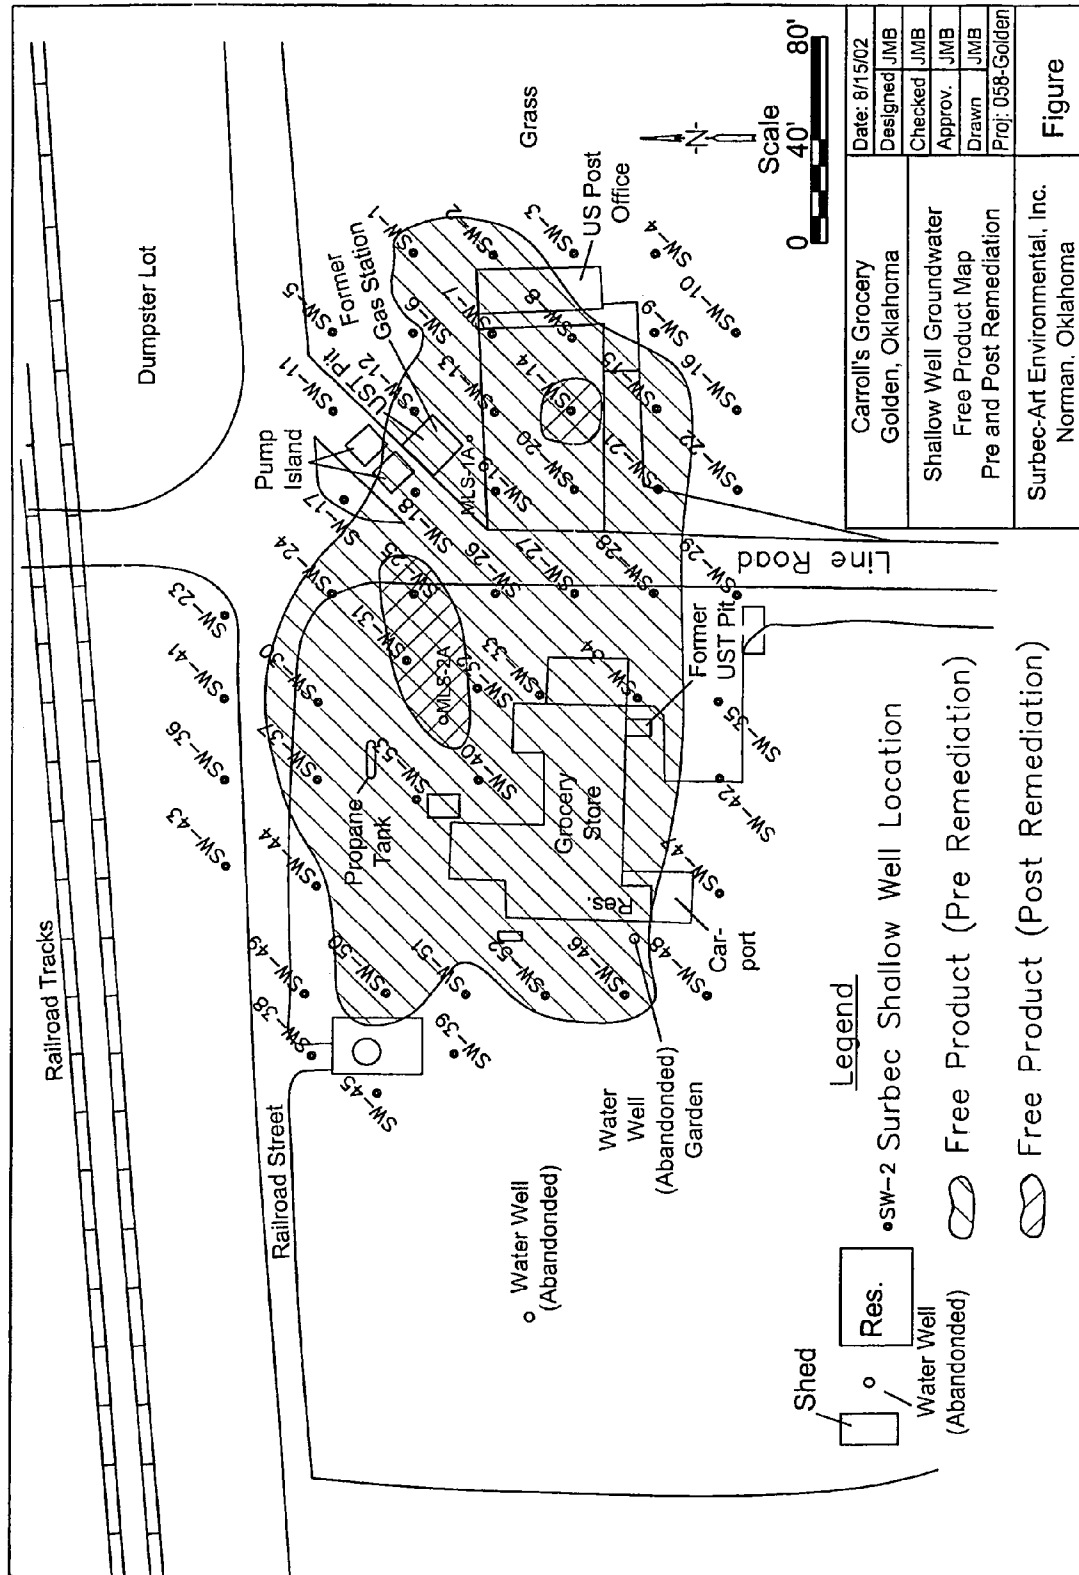 Railroad Tracks
Dumpster Lot
Railroad Street
SW-43
SW-36
SW-41
SW-23
SW-11
SW-5
Former
Gas Station
UST Pit
Pump
Island
SW-38
SW-49
SW-44
SW-37
SW-30
SW-24
SW-17
SW-12
SW-6
SW-1
SW-45
SW-50
Propane
Tank
SW-53
SW-31
SW-25
SW-18
SW-13
SW-7
SW-2
Grass
MLS-2A
MLS-1A
SW-39
SW-51
SW-40
SW-32
SW-26
SW-19
SW-14
SW-8
SW-3
US Post
Office
Water Well
(Abandonded)
SW-52
Grocery
Store
SW-33
SW-27
SW-20
SW-15
SW-9
SW-4
Water
Well
(Abandonded)
Garden
SW-46
Res.
SW-34
SW-28
SW-21
SW-16
SW-10
SW-48
Car-
port
SW-47
SW-42
SW-35
Former
UST Pit
SW-29
SW-22
Line Road
N
Scale
0 40' 80'
Shed
Res.
Water Well
(Abandonded)
Legend
SW-2 Surbec Shallow Well Location
Free Product (Pre Remediation)
Free Product (Post Remediation)
Carroll's Grocery
Golden, Oklahoma
Shallow Well Groundwater
Free Product Map
Pre and Post Remediation
Surbec-Art Environmental, Inc.
Norman, Oklahoma
Date: 8/15/02
Designed JMB
Checked JMB
Approv. JMB
Drawn JMB
Proj: 058-Golden
Figure